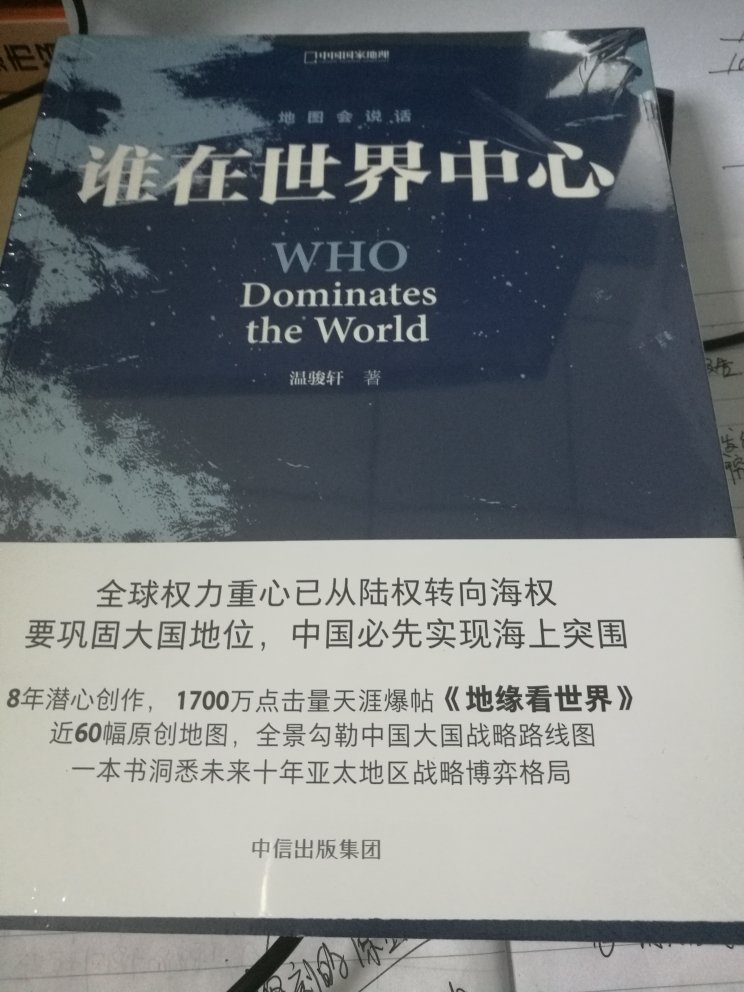 中国国家地理
地图会说话
谁在世界中心
WHO
Dominates
the World
温骏轩 著
全球权力重心已从陆权转向海权
要巩固大国地位，中国必先实现海上突围
8年潜心创作，1700万点击量天涯爆帖《地缘看世界》
近60幅原创地图，全景勾勒中国大国战略路线图
一本书洞悉未来十年亚太地区战略博弈格局
中信出版集团